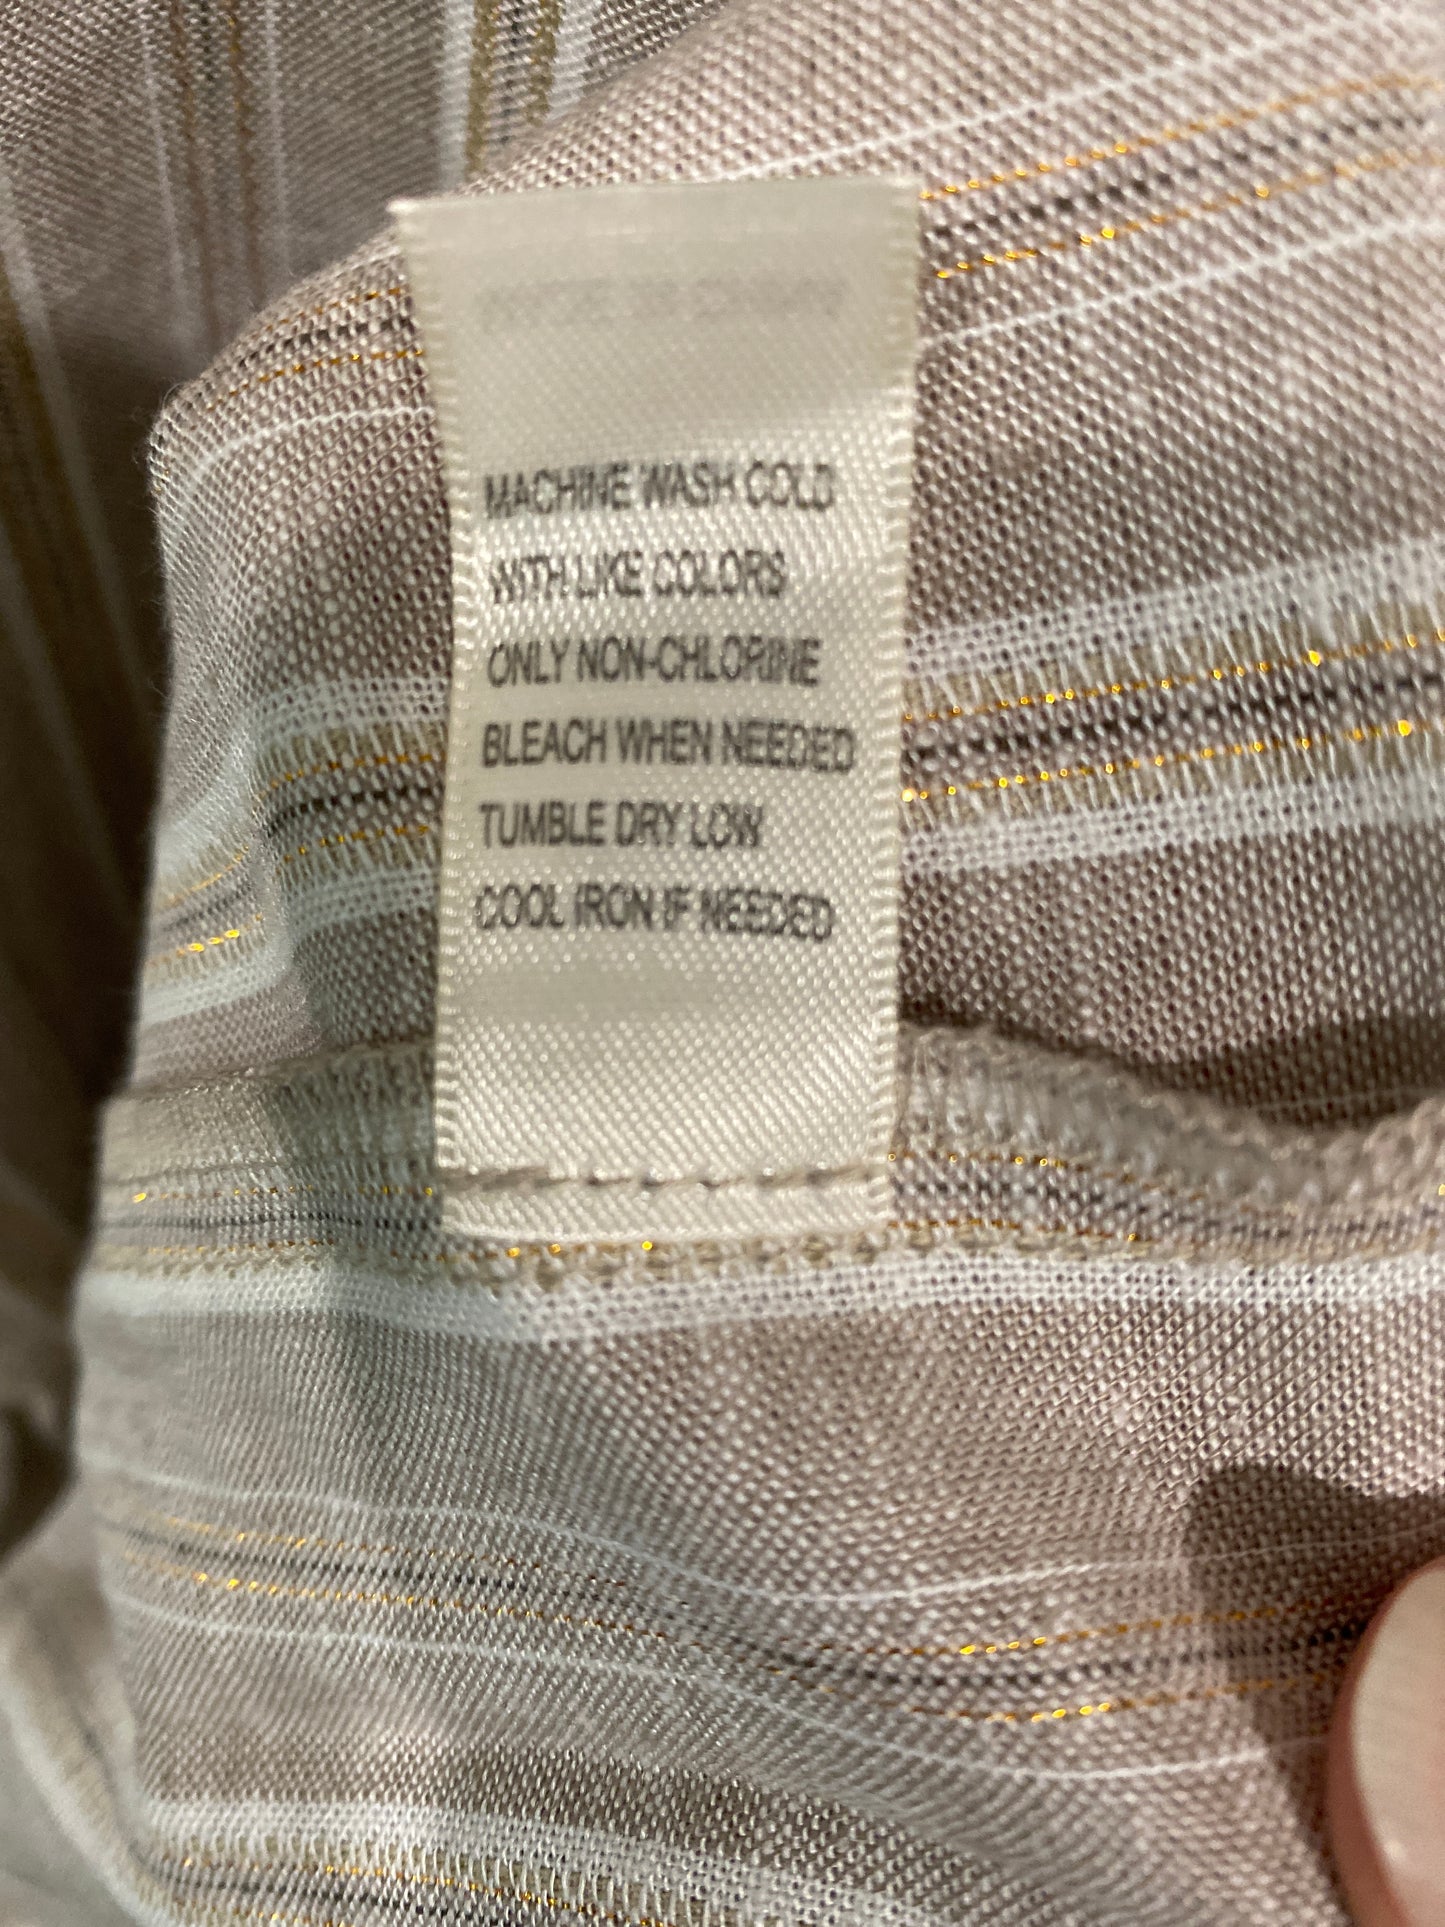 MACHINE WASH COLD
WITH LIKE COLORS
ONLY NON-CHLORINE
BLEACH WHEN NEEDED
TUMBLE DRY LOW
COOL IRON IF NEEDED